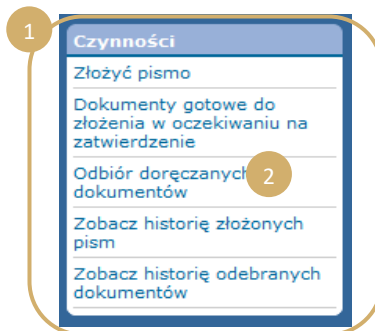 1
Czynności
Złożyć pismo
Dokumenty gotowe do
złożenia w oczekiwaniu na
zatwierdzenie
Odbiór doręczanych
2
dokumentów
Zobacz historię złożonych
pism
Zobacz historię odebranych
dokumentów